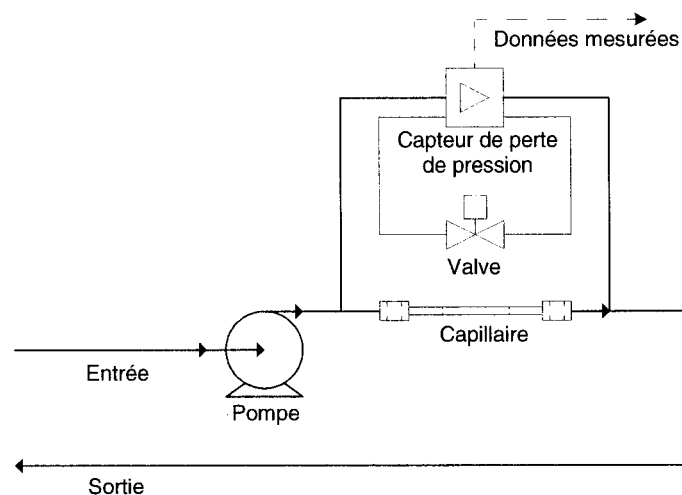 Données mesurées
Capteur de perte
de pression
Valve
Capillaire
Entrée
Pompe
Sortie